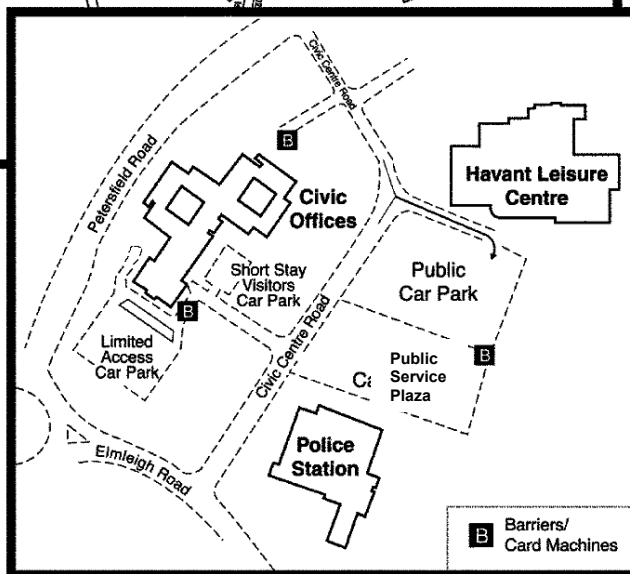 Civic Centre Road
B
Petersfield Road
Havant Leisure
Centre
Civic
Offices
Short Stay
Visitors
Car Park
Public
Car Park
B
Limited
Access
Car Park
Civic Centre Road
B
Public
Service
Plaza
Police
Station
Elmleigh Road
B
Barriers/
Card Machines